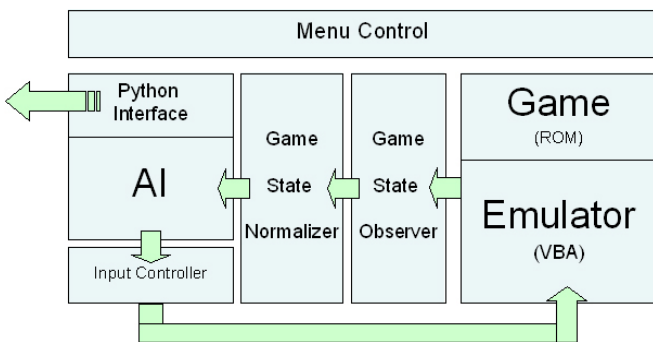 Menu Control
Python
Interface
AI
Input Controller
Game
State
Normalizer
Game
State
Observer
Game
(ROM)
Emulator
(VBA)